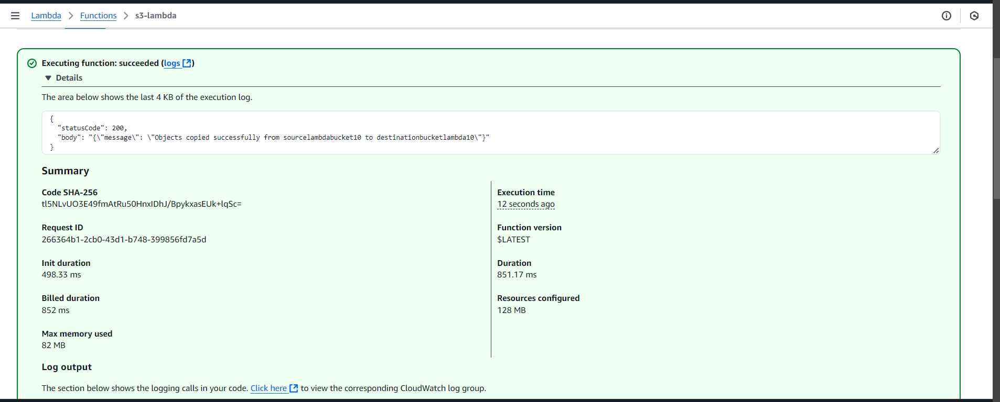 Lambda > Functions > s3-lambda
Executing function: succeeded (logs)
Details
The area below shows the last 4 KB of the execution log.
{
  "statusCode": 200,
  "body": "{\"message\": \"Objects copied successfully from sourcelambdabucket10 to destinationbucketlambda10\"}"
}
Summary
Code SHA-256
tl5NLvUO3E49fmAtRu50HnxIDhJ/BpykxasEUk+lqSc=
Request ID
266364b1-2cb0-43d1-b748-399856fd7a5d
Init duration
498.33 ms
Billed duration
852 ms
Max memory used
82 MB
Execution time
12 seconds ago
Function version
$LATEST
Duration
851.17 ms
Resources configured
128 MB
Log output
The section below shows the logging calls in your code. Click here to view the corresponding CloudWatch log group.